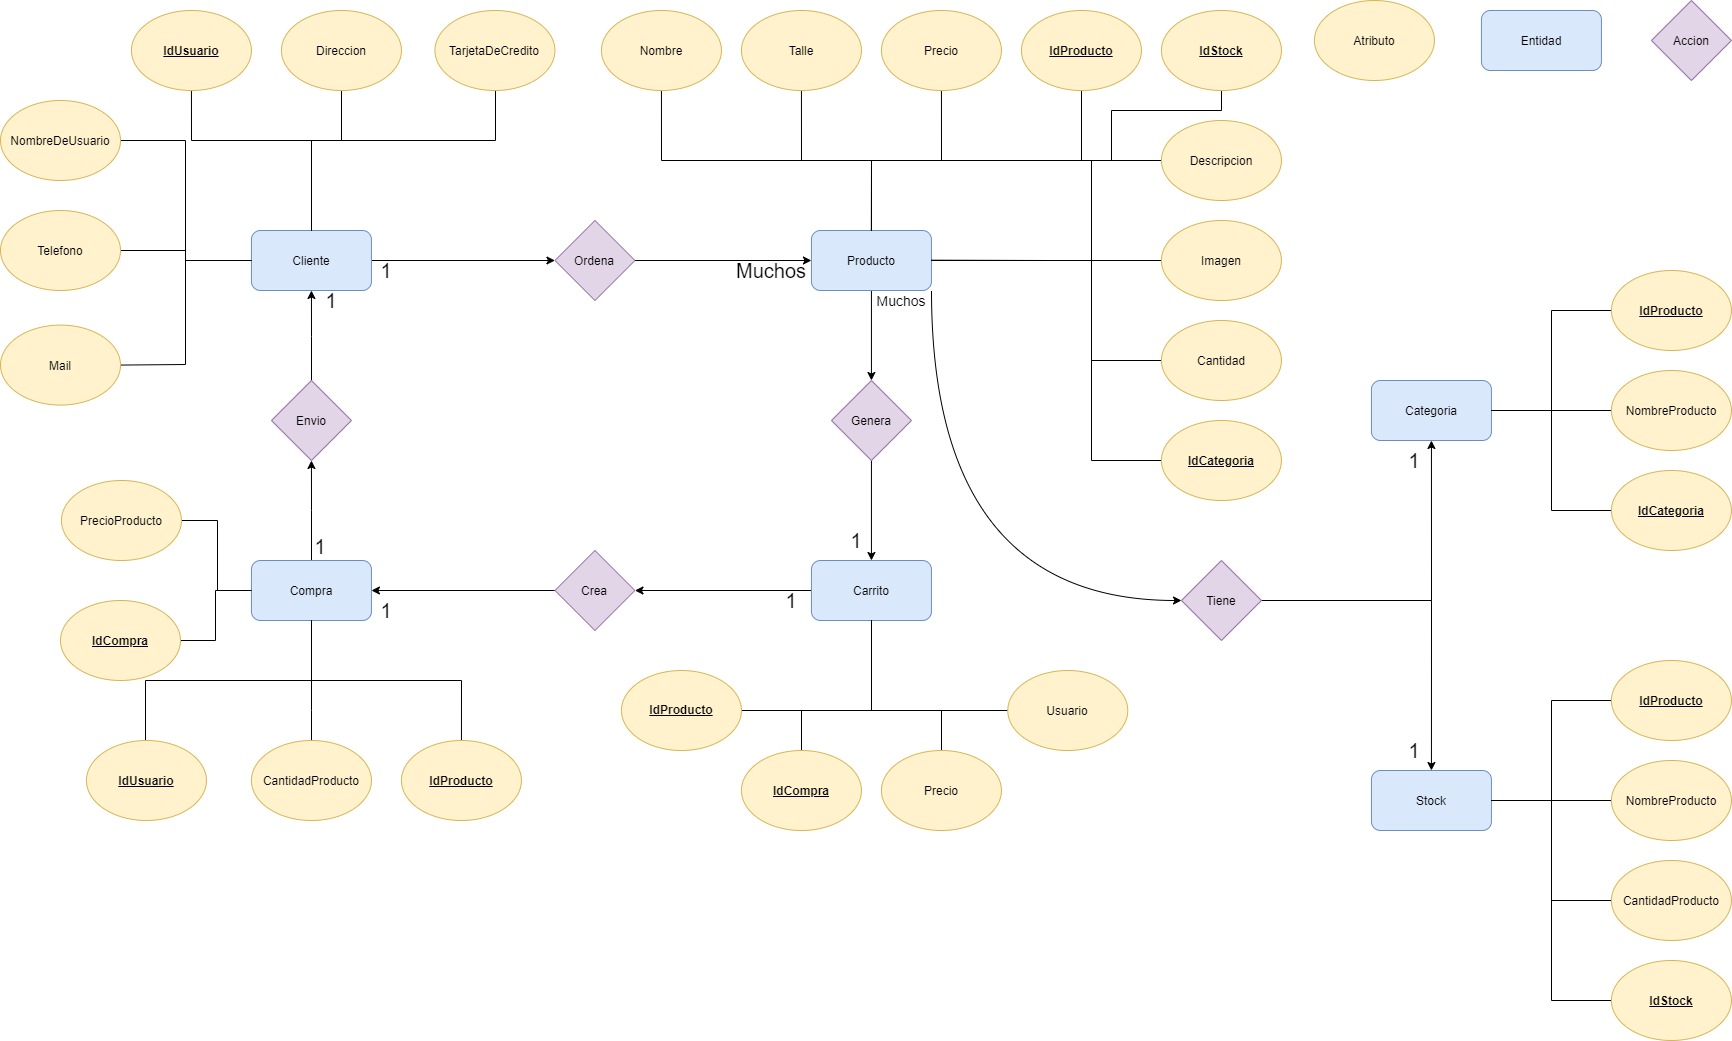 IdUsuario
Direccion
TarjetaDeCredito
Nombre
Talle
Precio
IdProducto
IdStock
Atributo
Entidad
Accion
NombreDeUsuario
Descripcion
Telefono
Cliente
1
Ordena
Muchos
Producto
Imagen
1
Muchos
IdProducto
Mail
Cantidad
Categoria
NombreProducto
Envio
Genera
IdCategoria
1
IdCategoria
PrecioProducto
1
1
Compra
1
Crea
1
Carrito
Tiene
IdCompra
IdProducto
Usuario
IdProducto
1
IdUsuario
CantidadProducto
IdProducto
IdCompra
Precio
Stock
NombreProducto
CantidadProducto
IdStock